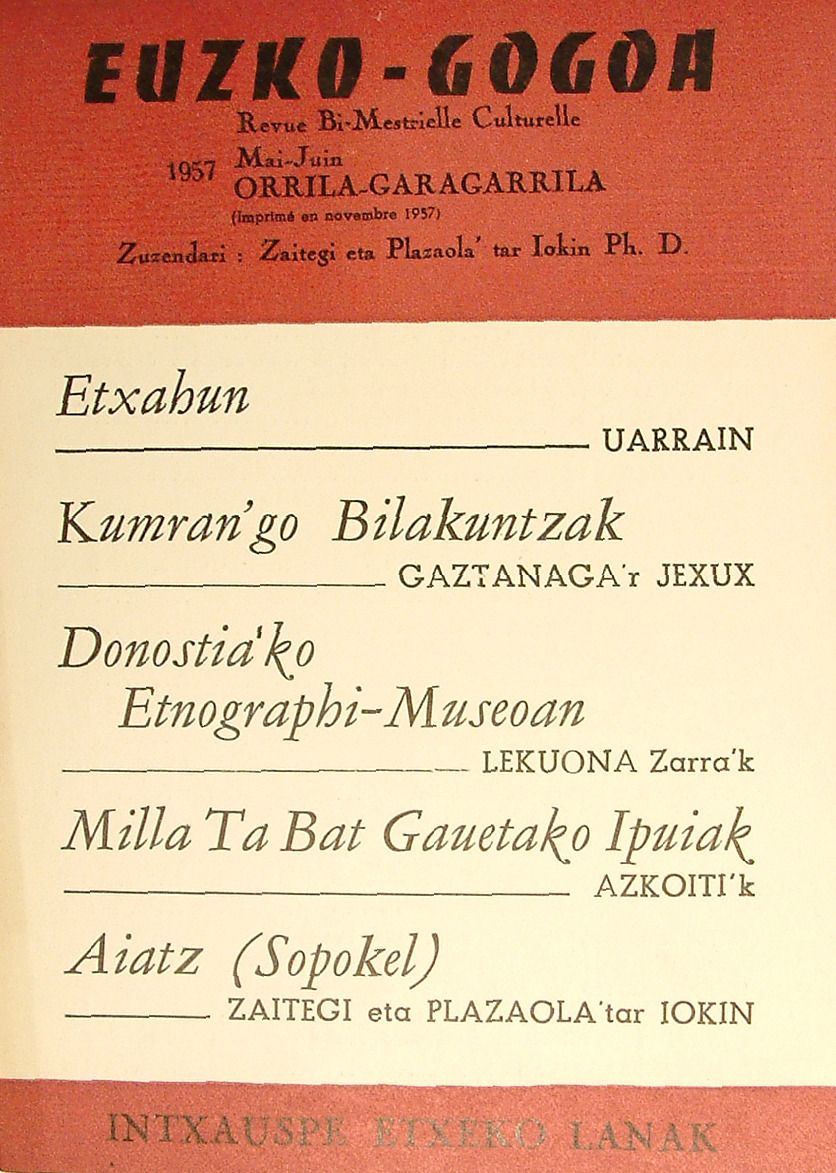 EUZKO-GOGOA
Revue Bi-Mestrielle Culturelle
1957 Mai-Juin
ORRILA-GARAGARRILA
(Imprimé en novembre 1957)
Zuzendari : Zaitegi eta Plazaola' tar Iokin Ph. D.
Etxahun
UARRAIN
Kumran'go Bilakuntzak
GAZTANAGA'r JEXUX
Donostia'ko
Etnographi-Museoan
LEKUONA Zarra'k
Milla Ta Bat Gauetako Ipuiak
AZKOITI'k
Aiatz (Sopokel)
ZAITEGI eta PLAZAOLA'tar IOKIN
INTXAUSPE ETXEKO LANAK